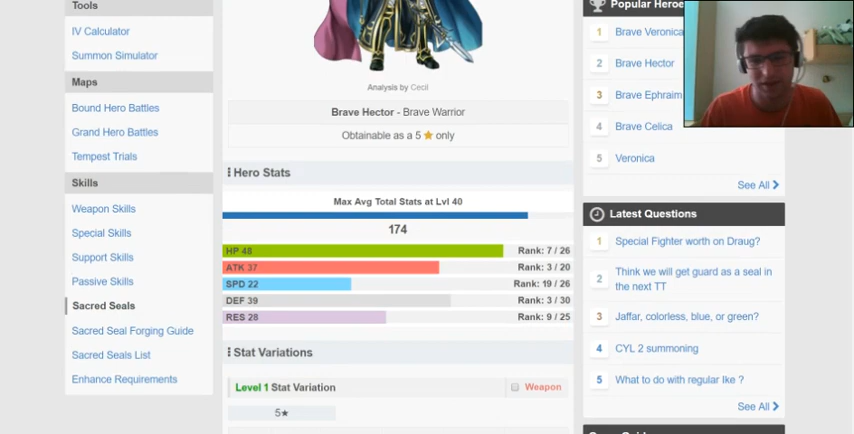 Tools
IV Calculator
Summon Simulator
Maps
Bound Hero Battles
Grand Hero Battles
Tempest Trials
Skills
Weapon Skills
Special Skills
Support Skills
Passive Skills
Sacred Seals
Sacred Seal Forging Guide
Sacred Seals List
Enhance Requirements
Analysis by Cecil
Brave Hector - Brave Warrior
Obtainable as a 5 only
Hero Stats
Max Avg Total Stats at Lvl 40
174
HP 48 Rank: 7 / 26
ATK 37 Rank: 3 / 20
SPD 22 Rank: 19 / 26
DEF 39 Rank: 3 / 30
RES 28 Rank: 9 / 25
Stat Variations
Level 1 Stat Variation Weapon
5★
Popular Heroe
1 Brave Veronica
2 Brave Hector
3 Brave Ephraim
4 Brave Celica
5 Veronica
See All
Latest Questions
1 Special Fighter worth on Draug?
2 Think we will get guard as a seal in
the next TT
3 Jaffar, colorless, blue, or green?
4 CYL 2 summoning
5 What to do with regular Ike ?
See All